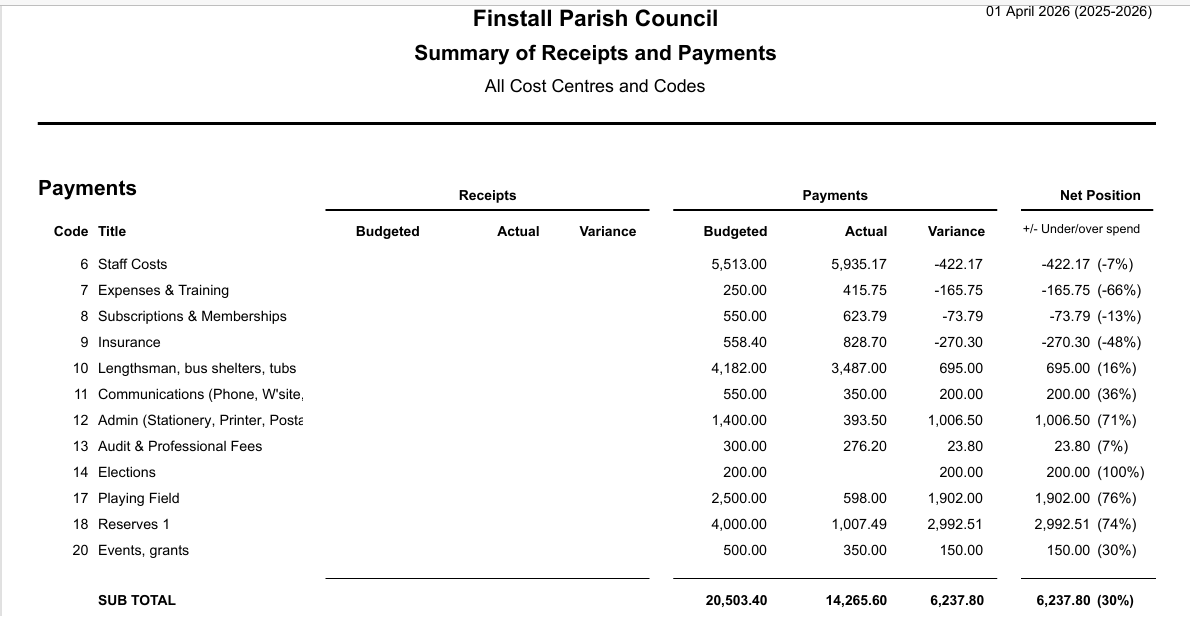 01 April 2026 (2025-2026)
Finstall Parish Council
Summary of Receipts and Payments
All Cost Centres and Codes
Payments
Receipts Payments Net Position
Code Title Budgeted Actual Variance Budgeted Actual Variance +/- Under/over spend
6 Staff Costs 5,513.00 5,935.17 -422.17 -422.17 (-7%)
7 Expenses & Training 250.00 415.75 -165.75 -165.75 (-66%)
8 Subscriptions & Memberships 550.00 623.79 -73.79 -73.79 (-13%)
9 Insurance 558.40 828.70 -270.30 -270.30 (-48%)
10 Lengthsman, bus shelters, tubs 4,182.00 3,487.00 695.00 695.00 (16%)
11 Communications (Phone, W'site, 550.00 350.00 200.00 200.00 (36%)
12 Admin (Stationery, Printer, Posta 1,400.00 393.50 1,006.50 1,006.50 (71%)
13 Audit & Professional Fees 300.00 276.20 23.80 23.80 (7%)
14 Elections 200.00 200.00 200.00 (100%)
17 Playing Field 2,500.00 598.00 1,902.00 1,902.00 (76%)
18 Reserves 1 4,000.00 1,007.49 2,992.51 2,992.51 (74%)
20 Events, grants 500.00 350.00 150.00 150.00 (30%)
SUB TOTAL 20,503.40 14,265.60 6,237.80 6,237.80 (30%)